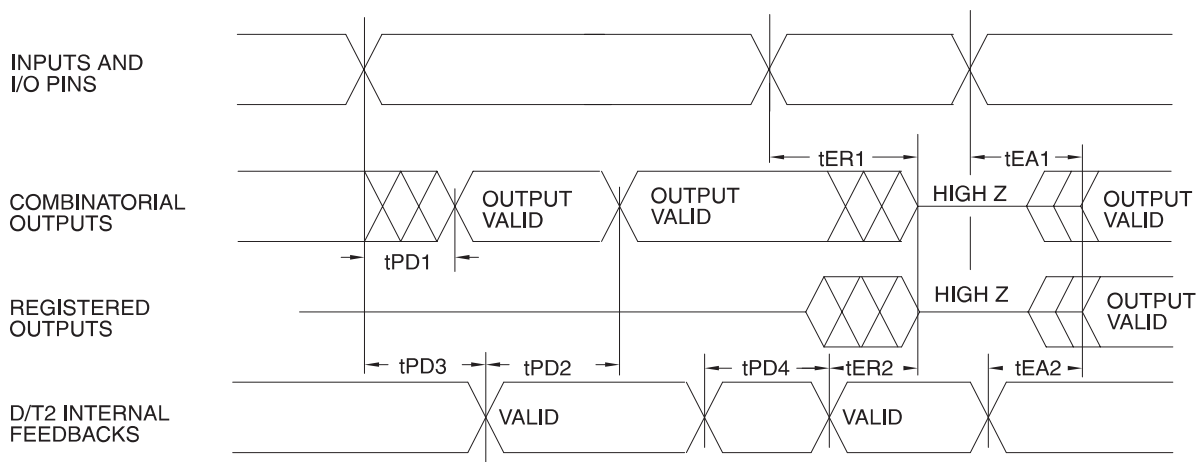 INPUTS AND
I/O PINS
tER1
tEA1
COMBINATORIAL
OUTPUTS
OUTPUT
VALID
OUTPUT
VALID
HIGH Z
OUTPUT
VALID
tPD1
REGISTERED
OUTPUTS
HIGH Z
OUTPUT
VALID
tPD3
tPD2
tPD4
tER2
tEA2
D/T2 INTERNAL
FEEDBACKS
VALID
VALID